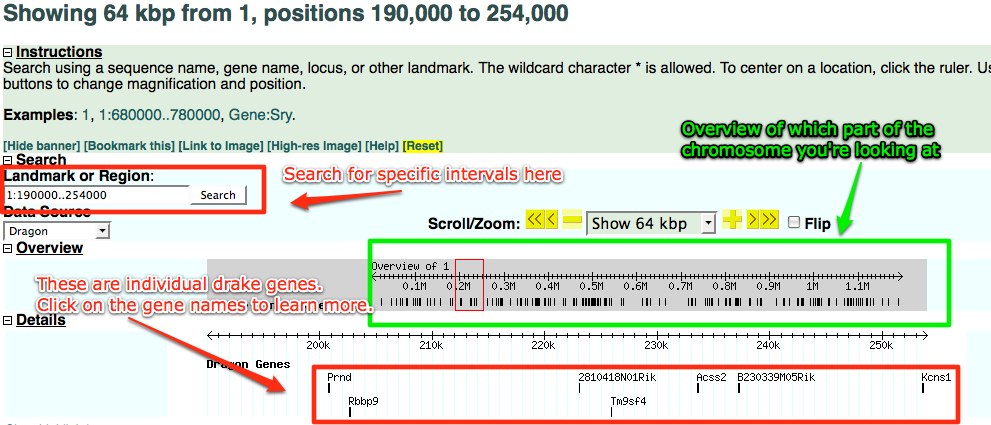 Showing 64 kbp from 1, positions 190,000 to 254,000
Instructions
Search using a sequence name, gene name, locus, or other landmark. The wildcard character * is allowed. To center on a location, click the ruler. Us
buttons to change magnification and position.
Examples: 1, 1:680000..780000, Gene:Sry.
[Hide banner] [Bookmark this] [Link to Image] [High-res Image] [Help] [Reset]
Overview of which part of the
chromosome you're looking at
Search
Landmark or Region:
1:190000..254000 Search
Search for specific intervals here
Data Source
Dragon
Scroll/Zoom: Show 64 kbp Flip
Overview
Overview of 1
0.1M 0.2M 0.3M 0.4M 0.5M 0.6M 0.7M 0.8M 0.9M 1M 1.1M
These are individual drake genes.
Click on the gene names to learn more.
Details
200k 210k 220k 230k 240k 250k
Dragon Genes
Prnd 2810418N01Rik Acss2 B230339M05Rik Kcns1
Rbbp9 Tm9sf4